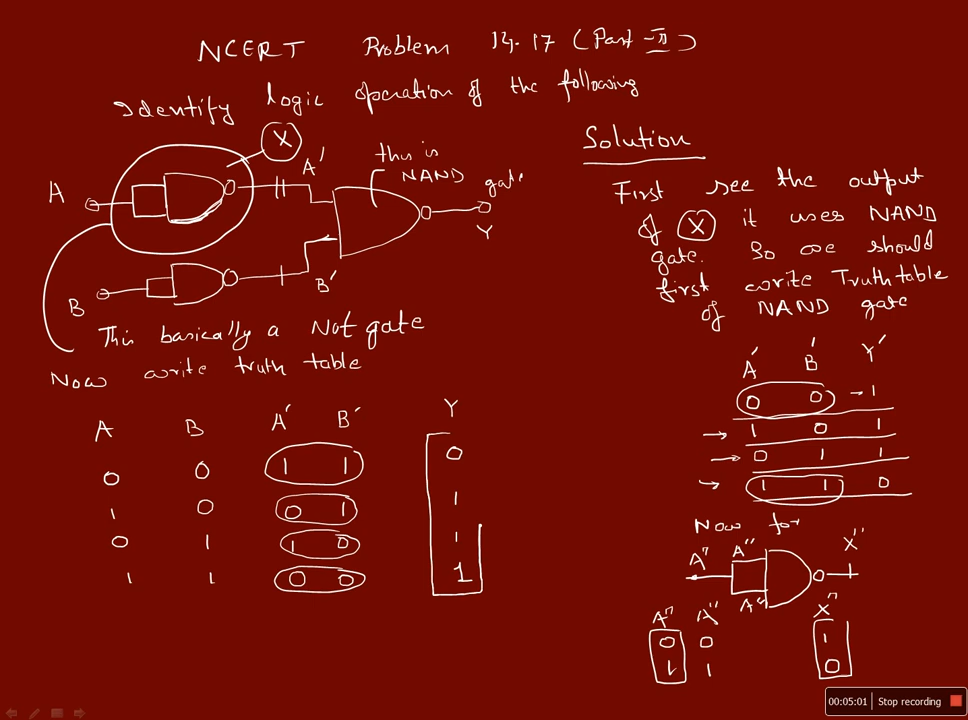 NCERT Problem 14.17 (Part-II)
Identify logic operation of the following
X
A
A'
this is
NAND gate
Y
B
B'
This basically a Not gate
Now write truth table
A B A' B' Y
0 0 1 1 0
1 0 0 1 1
0 1 1 0 1
1 1 0 0 1
Solution
First see the output
of X it uses NAND
gate. So we should
first write Truth table
of NAND gate
A' B' Y'
0 0 → 1
→ 1 0 1
→ 0 1 1
→ 1 1 0
Now for
A" A" X"
A"
A" A" X"
0 0 1
1 1 0
00:05:01 Stop recording